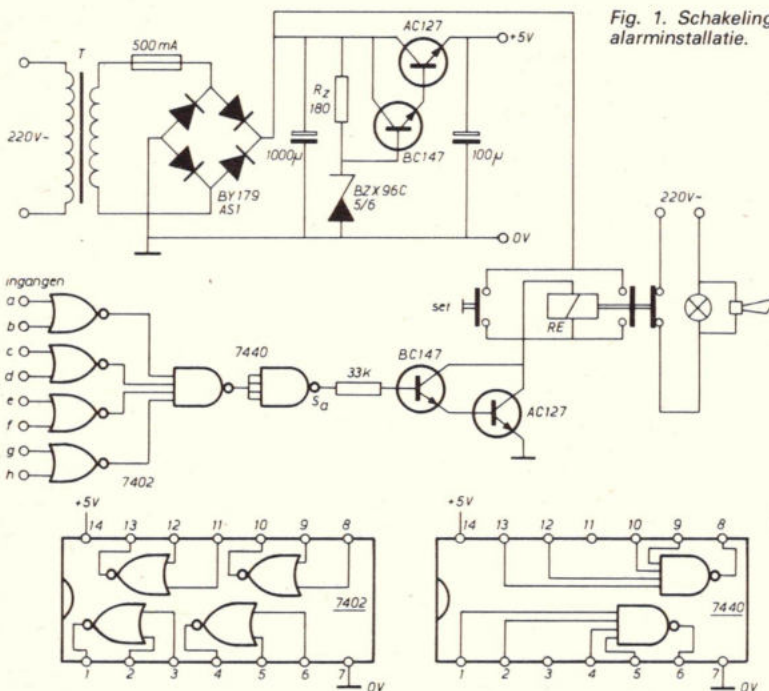 Fig. 1. Schakeling
alarminstallatie.
AC127
+5V
T
500mA
220V~
BY179
AS1
1000µ
Rz
180
BZX96C
5/6
BC147
100µ
0V
ingangen
a
b
c
d
e
f
g
h
7402
7440
Sa
33k
BC147
AC127
set
RE
220V~
+5V
14 13 12 11 10 9 8
7402
1 2 3 4 5 6 7
0V
+5V
14 13 12 11 10 9 8
7440
1 2 3 4 5 6 7
0V